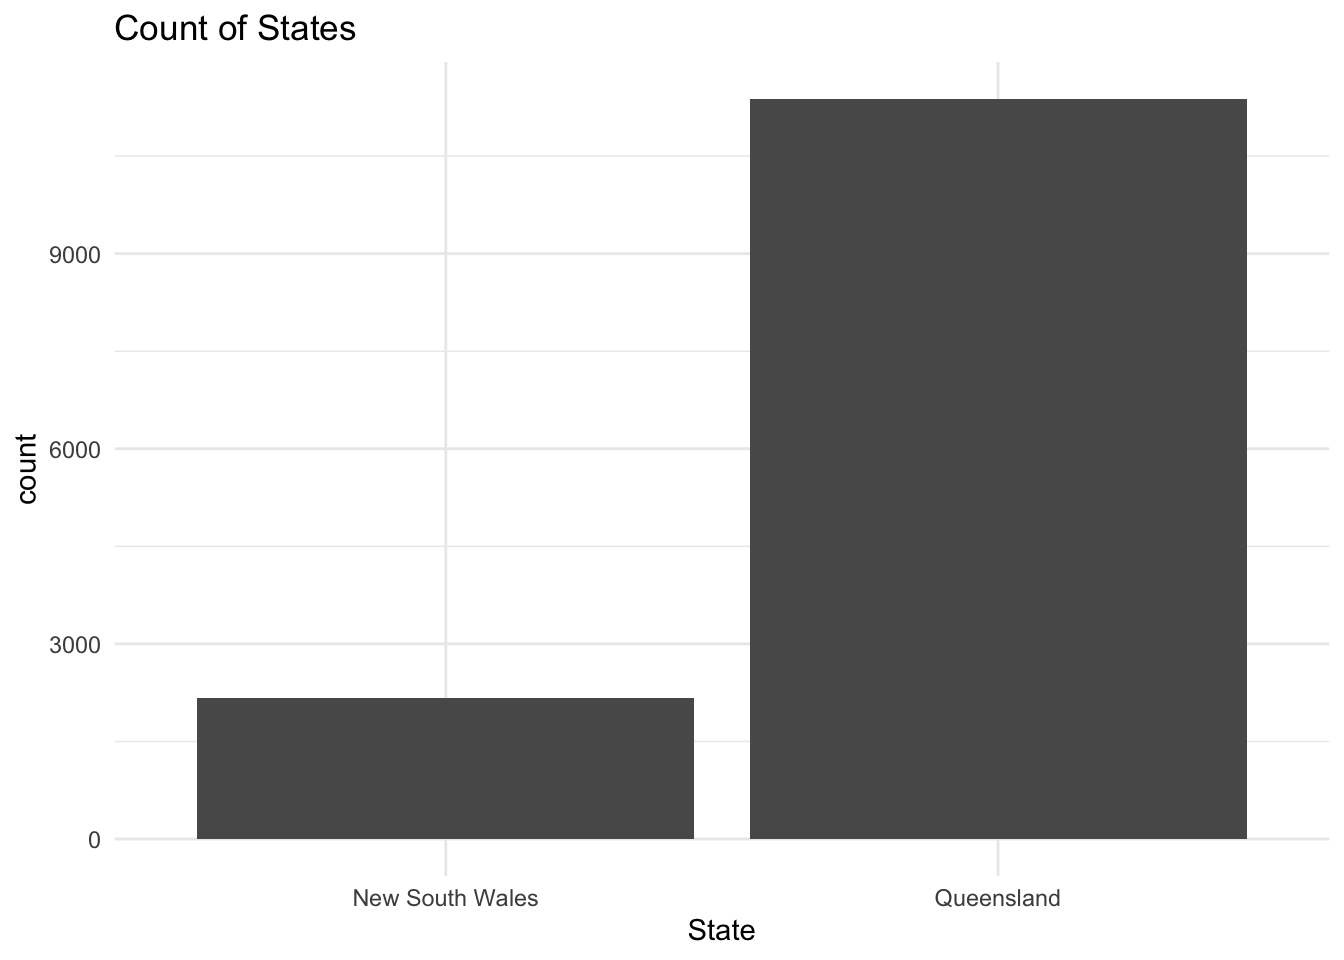 Count of States
count
9000
6000
3000
0
New South Wales
Queensland
State